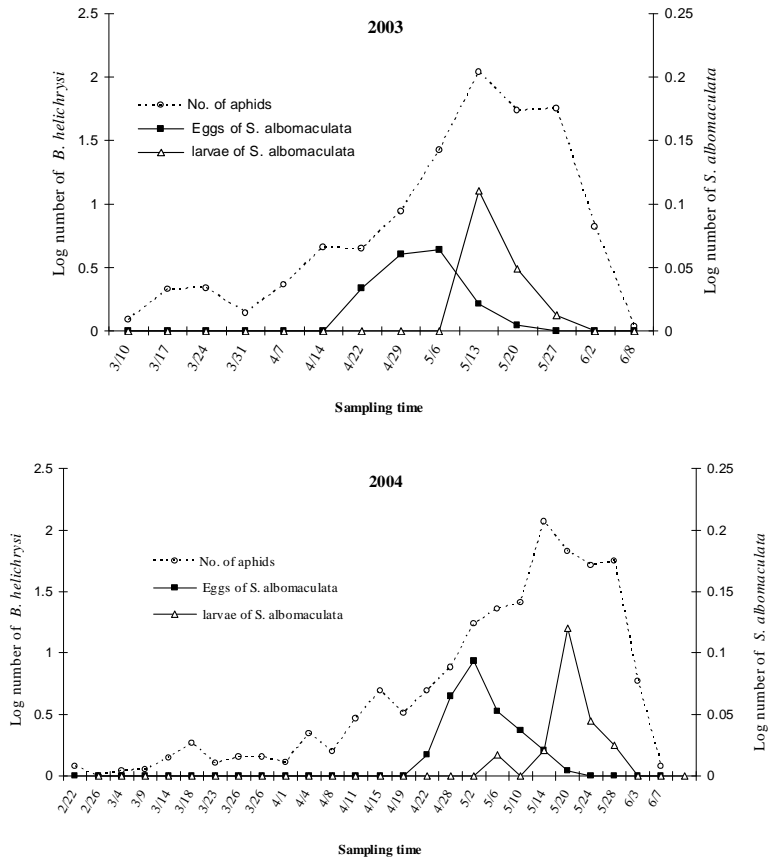 2003
2.5
2
1.5
1
0.5
0
0.25
0.2
0.15
0.1
0.05
0
Log number of B. helichrysi
Log number of S. albomaculata
No. of aphids
Eggs of S. albomaculata
larvae of S. albomaculata
3/10 3/17 3/24 3/31 4/7 4/14 4/22 4/29 5/6 5/13 5/20 5/27 6/2 6/8
Sampling time
2004
2.5
2
1.5
1
0.5
0
0.25
0.2
0.15
0.1
0.05
0
Log number of B. helichrysi
Log number of S. albomaculata
No. of aphids
Eggs of S. albomaculata
larvae of S. albomaculata
2/22 2/26 3/4 3/9 3/14 3/18 3/23 3/26 3/26 4/1 4/4 4/8 4/11 4/15 4/19 4/22 4/28 5/2 5/6 5/10 5/14 5/20 5/24 5/28 6/3 6/7
Sampling time